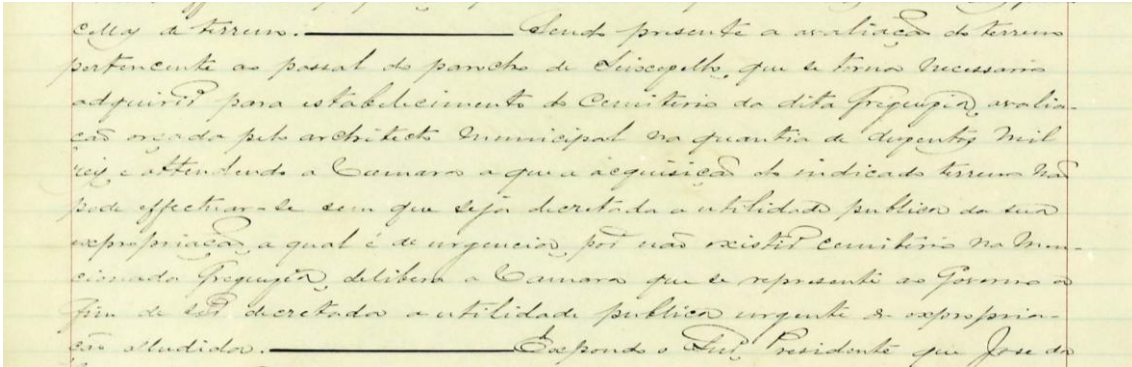 cellas de terreno. Sendo presente a avaliação do terreno
pertencente ao passal do parocho de que se torna necessario
adquirir para estabelecimento do cemiterio da dita freguezia, avalia-
ção orçada pelo architecto municipal na quantia de duzentos mil
reis, e attendendo a Camara a que a acquisição do indicado terreno não
pode effectuar-se sem que seja decretada a utilidade publica da sua
expropriação, a qual é de urgencia, por não existir cemiterio na men-
cionada freguezia, delibera a Camara que se represente ao Governo a
fim de ser decretada a utilidade publica urgente da expropria-
ção alludida. Expondo o Snr. Presidente que Jose da